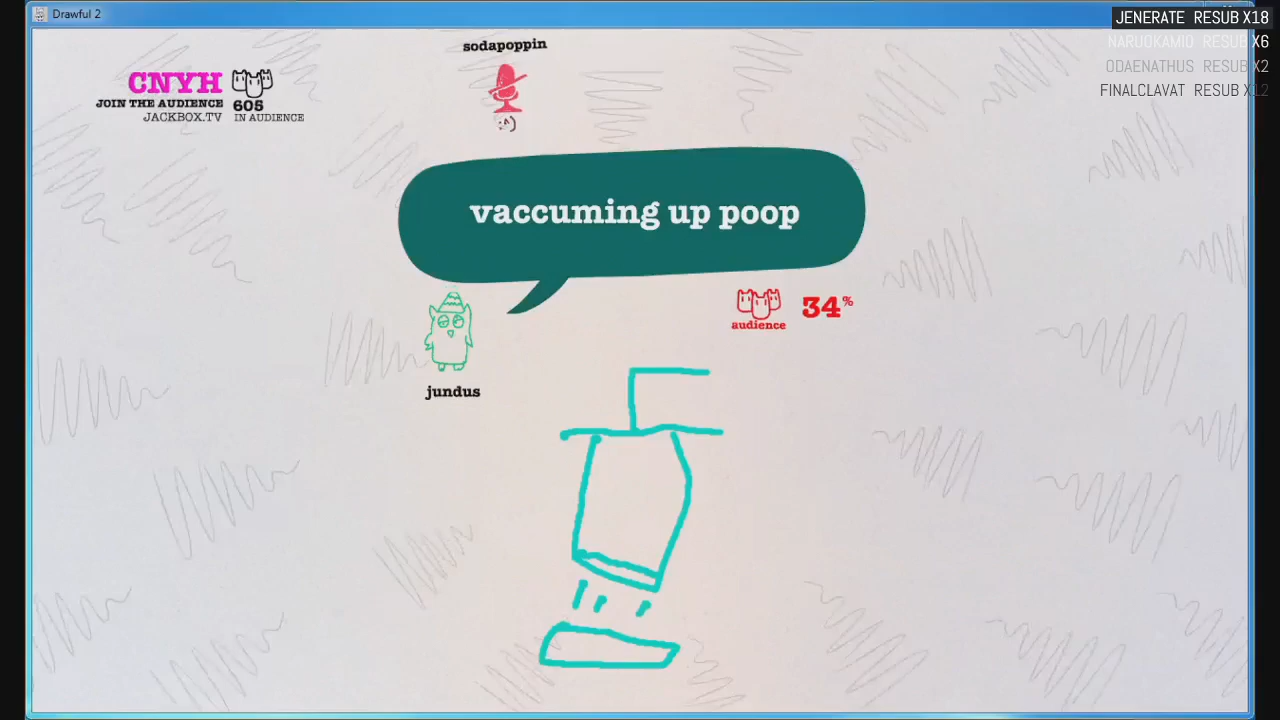 Drawful 2
JENERATE RESUB X18
NARUOKAMIO RESUB X6
ODAENATHUS RESUB X2
FINALCLAVAT RESUB X12
sodapoppin
CNYH
JOIN THE AUDIENCE
JACKBOX.TV
605
IN AUDIENCE
:^)
vaccuming up poop
audience
34%
jundus